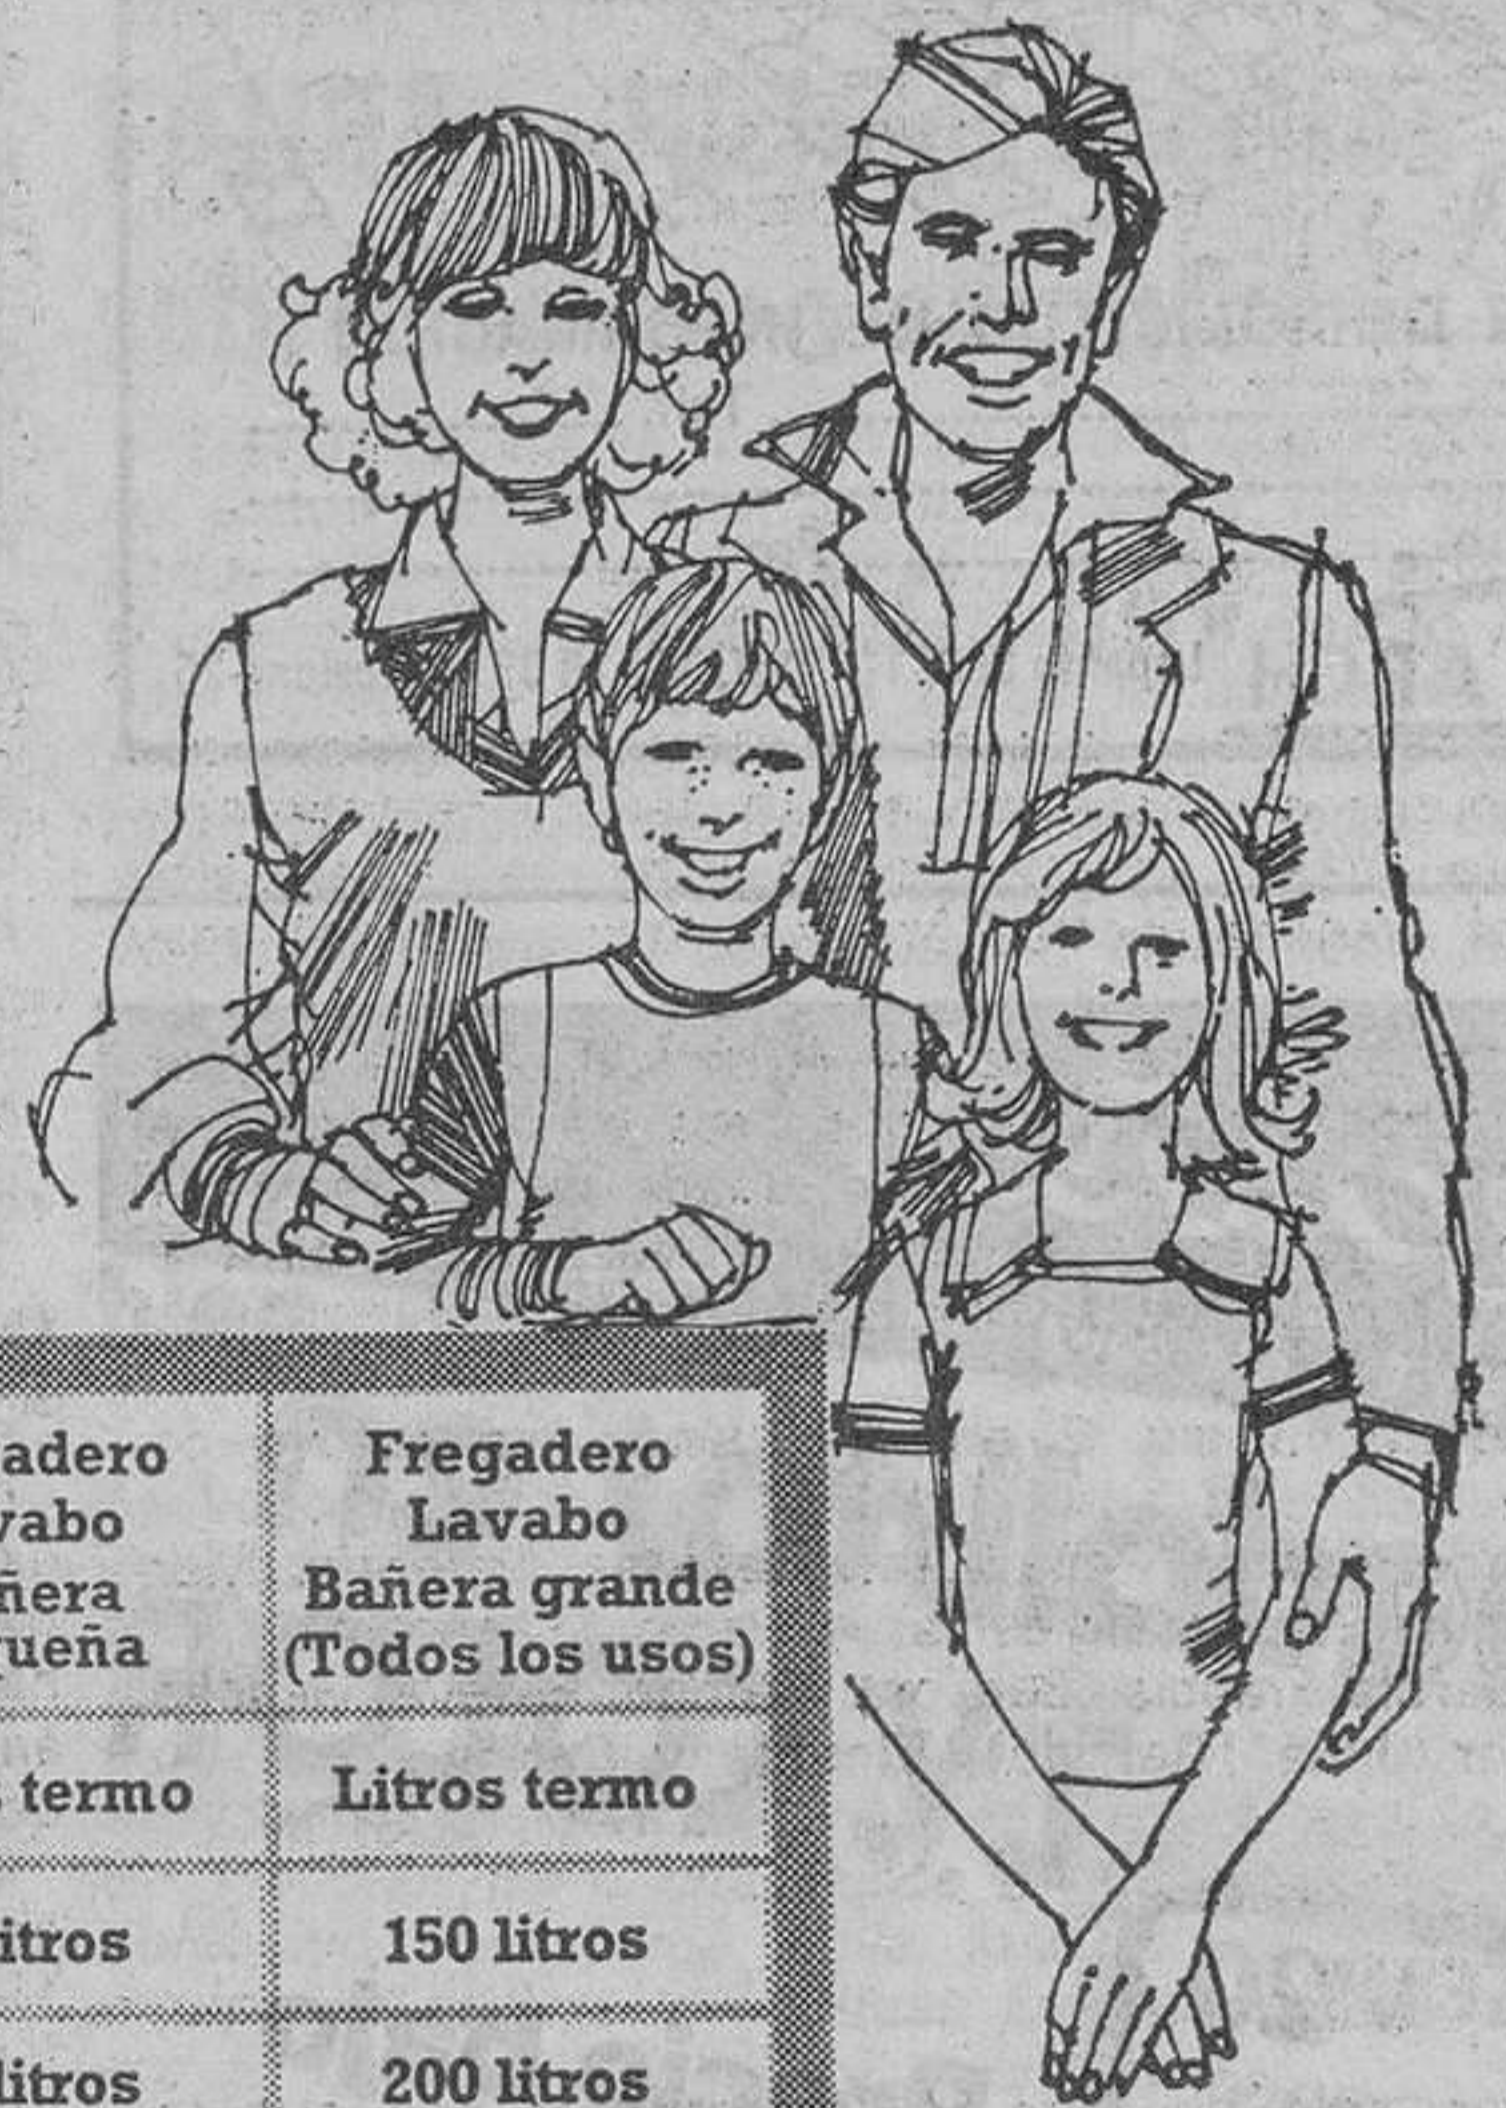 adero
vabo
ñera
ueña
termo
itros
litros
Fregadero
Lavabo
Bañera grande
(Todos los usos)
Litros termo
150 litros
200 litros